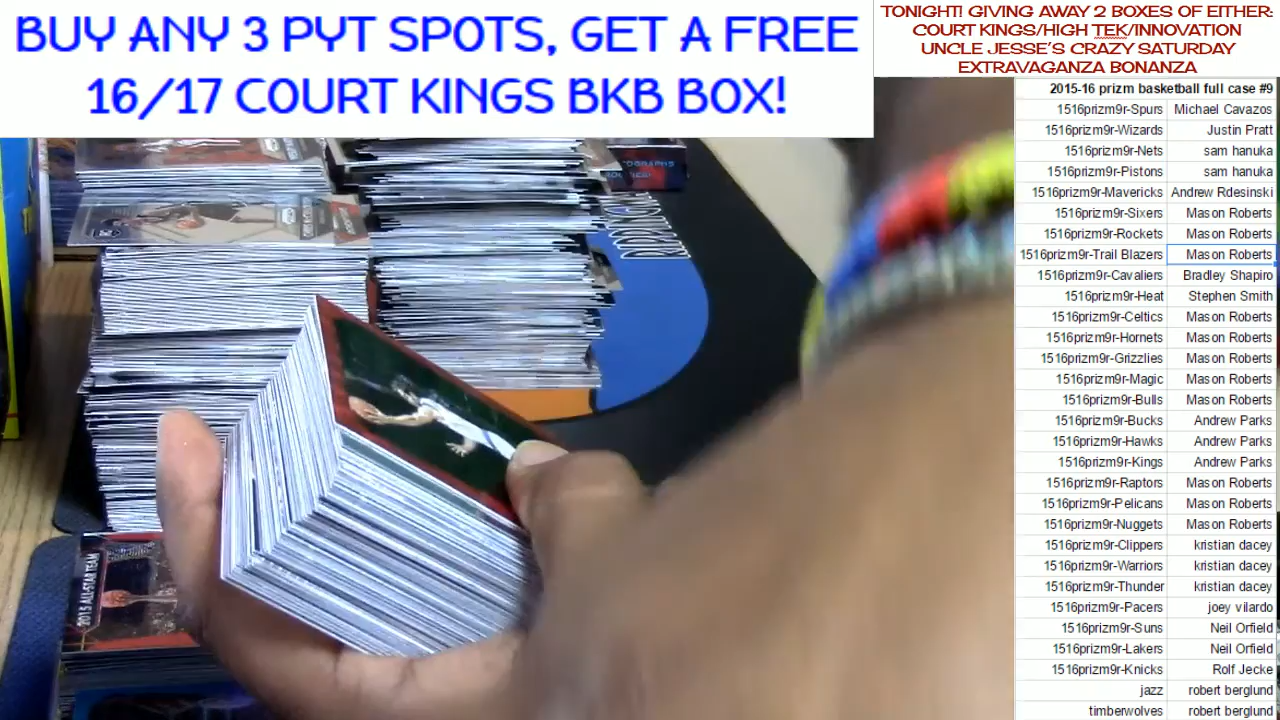 BUY ANY 3 PYT SPOTS, GET A FREE
16/17 COURT KINGS BKB BOX!
TONIGHT! GIVING AWAY 2 BOXES OF EITHER:
COURT KINGS/HIGH TEK/INNOVATION
UNCLE JESSE'S CRAZY SATURDAY
EXTRAVAGANZA BONANZA
2015-16 prizm basketball full case #9
1516prizm9r-Spurs Michael Cavazos
1516prizm9r-Wizards Justin Pratt
1516prizm9r-Nets sam hanuka
1516prizm9r-Pistons sam hanuka
1516prizm9r-Mavericks Andrew Rdesinski
1516prizm9r-Sixers Mason Roberts
1516prizm9r-Rockets Mason Roberts
1516prizm9r-Trail Blazers Mason Roberts
1516prizm9r-Cavaliers Bradley Shapiro
1516prizm9r-Heat Stephen Smith
1516prizm9r-Celtics Mason Roberts
1516prizm9r-Hornets Mason Roberts
1516prizm9r-Grizzlies Mason Roberts
1516prizm9r-Magic Mason Roberts
1516prizm9r-Bulls Mason Roberts
1516prizm9r-Bucks Andrew Parks
1516prizm9r-Hawks Andrew Parks
1516prizm9r-Kings Andrew Parks
1516prizm9r-Raptors Mason Roberts
1516prizm9r-Pelicans Mason Roberts
1516prizm9r-Nuggets Mason Roberts
1516prizm9r-Clippers kristian dacey
1516prizm9r-Warriors kristian dacey
1516prizm9r-Thunder kristian dacey
1516prizm9r-Pacers joey vilardo
1516prizm9r-Suns Neil Orfield
1516prizm9r-Lakers Neil Orfield
1516prizm9r-Knicks Rolf Jecke
jazz robert berglund
timberwolves robert berglund
2015 ALL-STAR TEAM